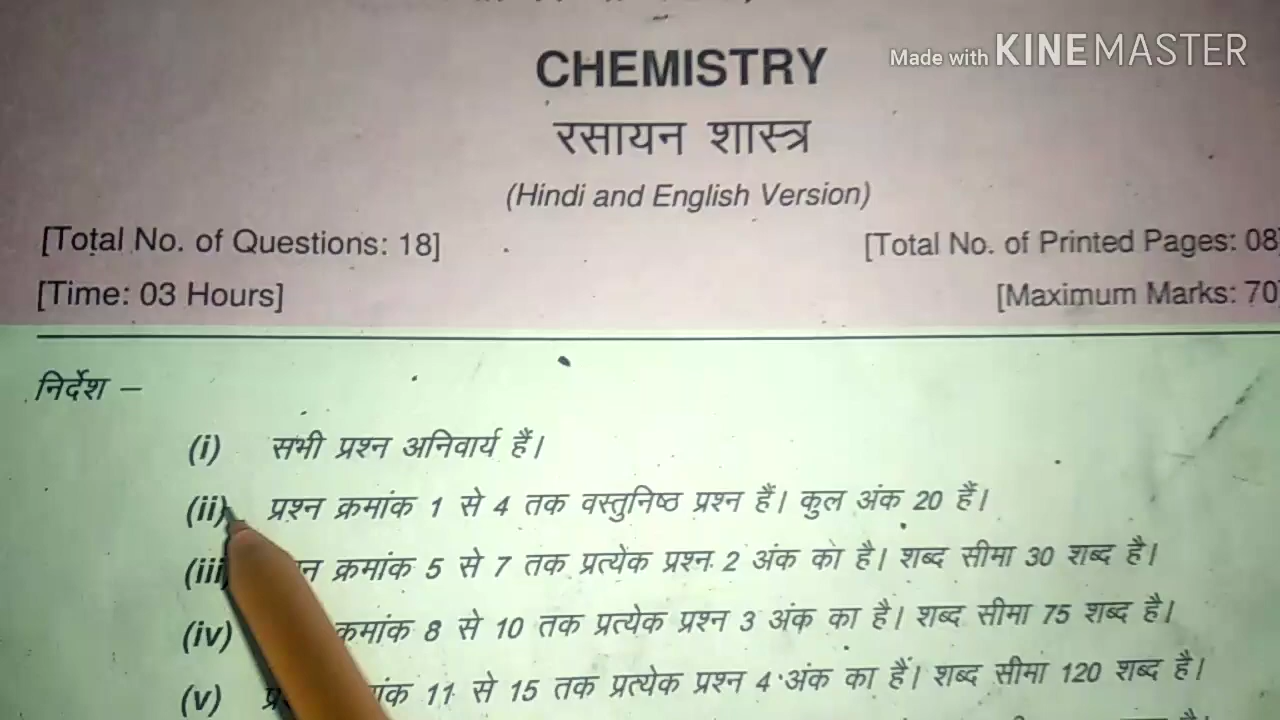 Made with KINEMASTER
CHEMISTRY
रसायन शास्त्र
(Hindi and English Version)
[Total No. of Questions: 18]
[Total No. of Printed Pages: 08]
[Time: 03 Hours]
[Maximum Marks: 70]
निर्देश –
(i) सभी प्रश्न अनिवार्य हैं।
(ii) प्रश्न क्रमांक 1 से 4 तक वस्तुनिष्ठ प्रश्न हैं। कुल अंक 20 हैं।
(iii) क्रमांक 5 से 7 तक प्रत्येक प्रश्न 2 अंक का है। शब्द सीमा 30 शब्द है।
(iv) क्रमांक 8 से 10 तक प्रत्येक प्रश्न 3 अंक का है। शब्द सीमा 75 शब्द है।
(v) 11 से 15 तक प्रत्येक प्रश्न 4 अंक का हैं। शब्द सीमा 120 शब्द है।